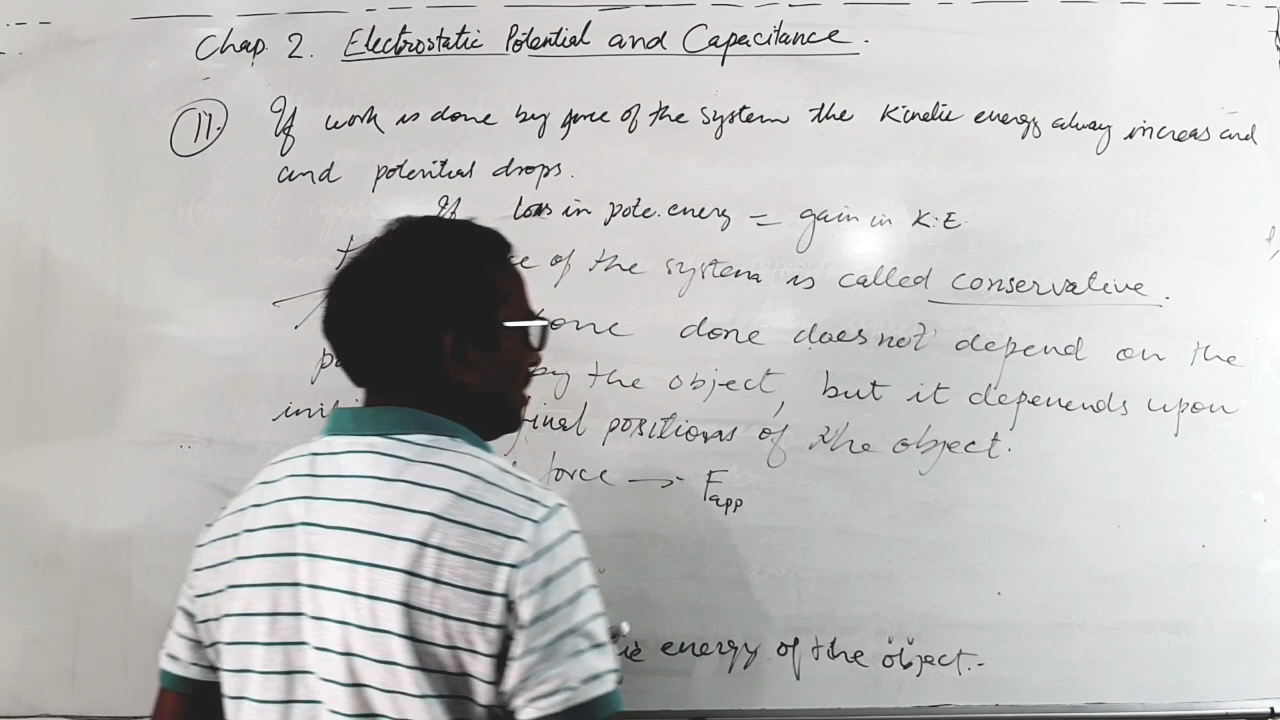 Chap. 2. Electrostatic Potential and Capacitance.
11. If work is done by force of the system the Kinetic energy alway increas and
and potential drops.
If loss in pote. energy = gain in K.E.
of the system is called conservative.
done does not depend on the
by the object, but it depenends upon
final positions of the object.
force → Fapp
energy of the object.-